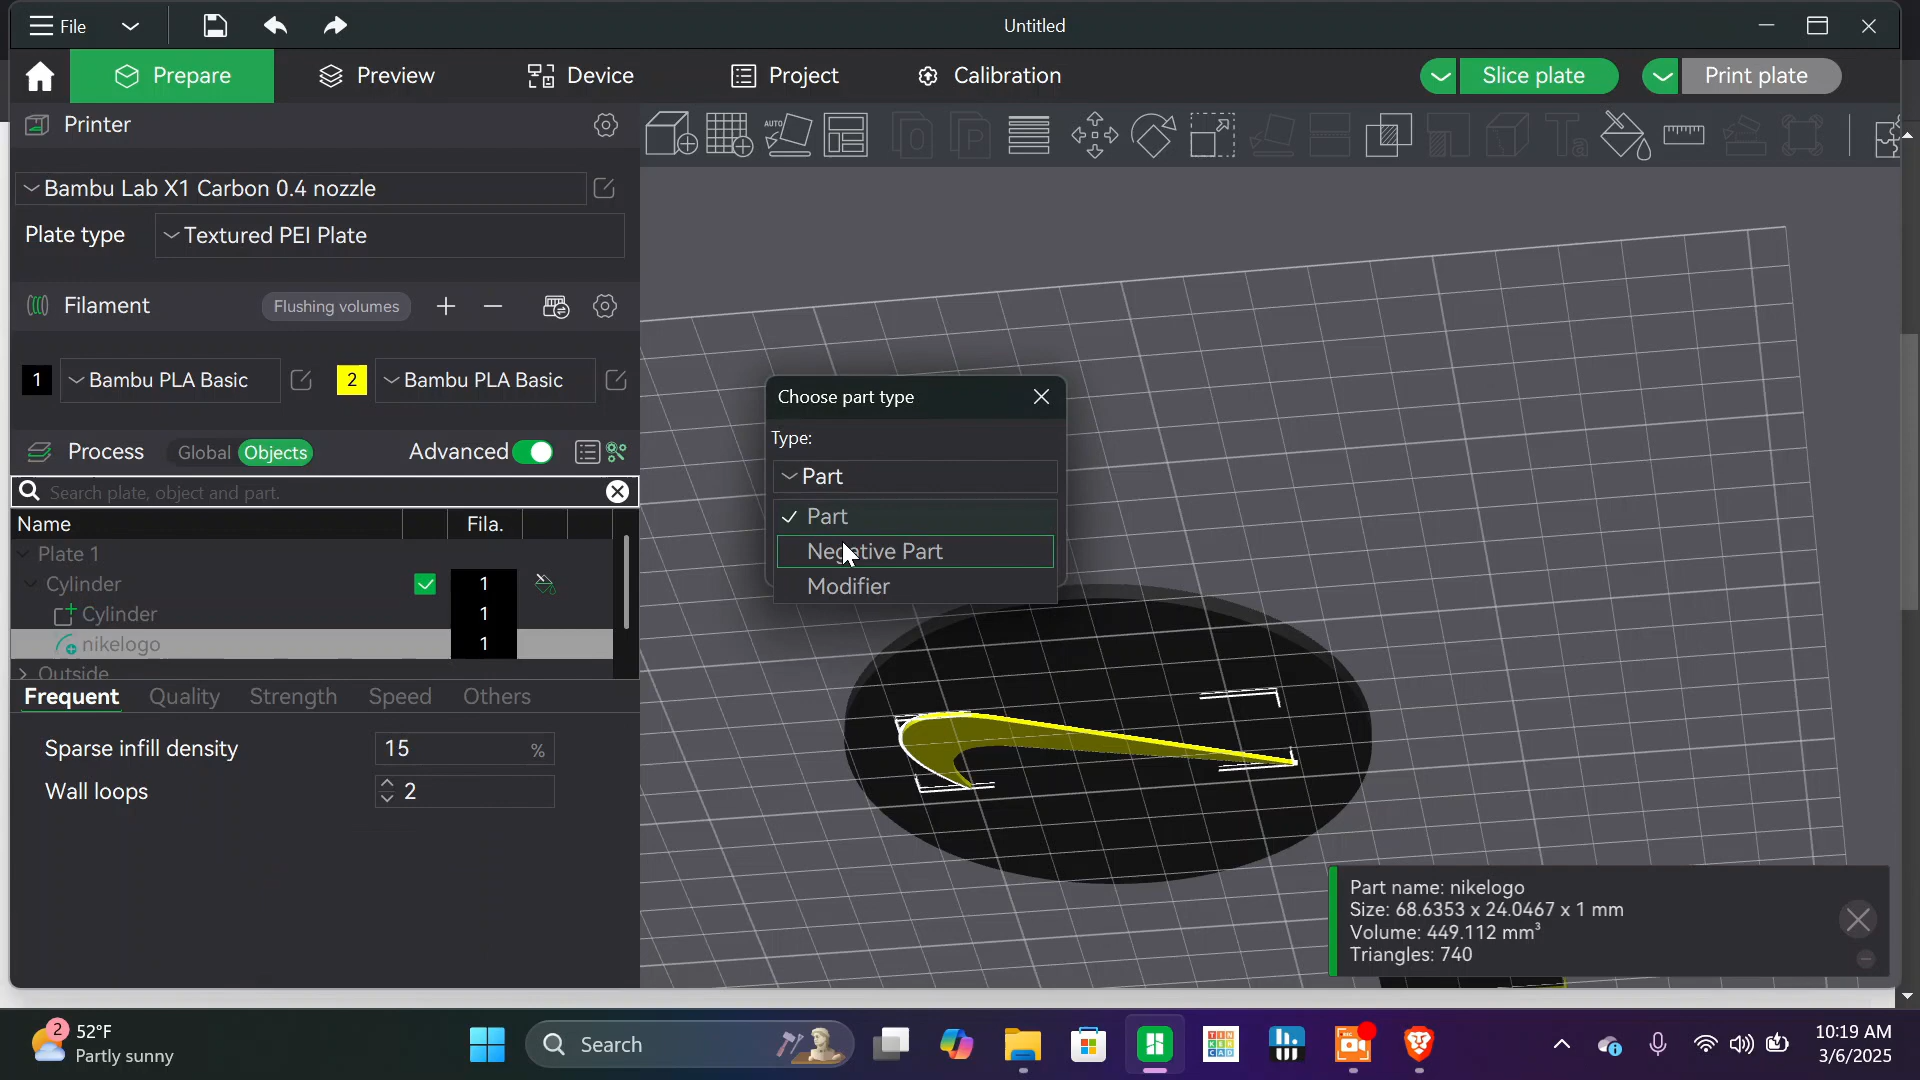 File
Untitled
Prepare
Preview
Device
Project
Calibration
Slice plate
Print plate
Printer
AUTO
Bambu Lab X1 Carbon 0.4 nozzle
Plate type
Textured PEI Plate
Filament
Flushing volumes
1
Bambu PLA Basic
2
Bambu PLA Basic
Process
Global
Objects
Advanced
Search plate, object and part.
Name
Fila.
Plate 1
Cylinder
1
Cylinder
1
nikelogo
1
Outside
Frequent
Quality
Strength
Speed
Others
Sparse infill density
15
%
Wall loops
2
Choose part type
Type:
Part
Part
Negative Part
Modifier
Part name: nikelogo
Size: 68.6353 x 24.0467 x 1 mm
Volume: 449.112 mm³
Triangles: 740
2
52°F
Partly sunny
Search
TINKERCAD
REC
10:19 AM
3/6/2025